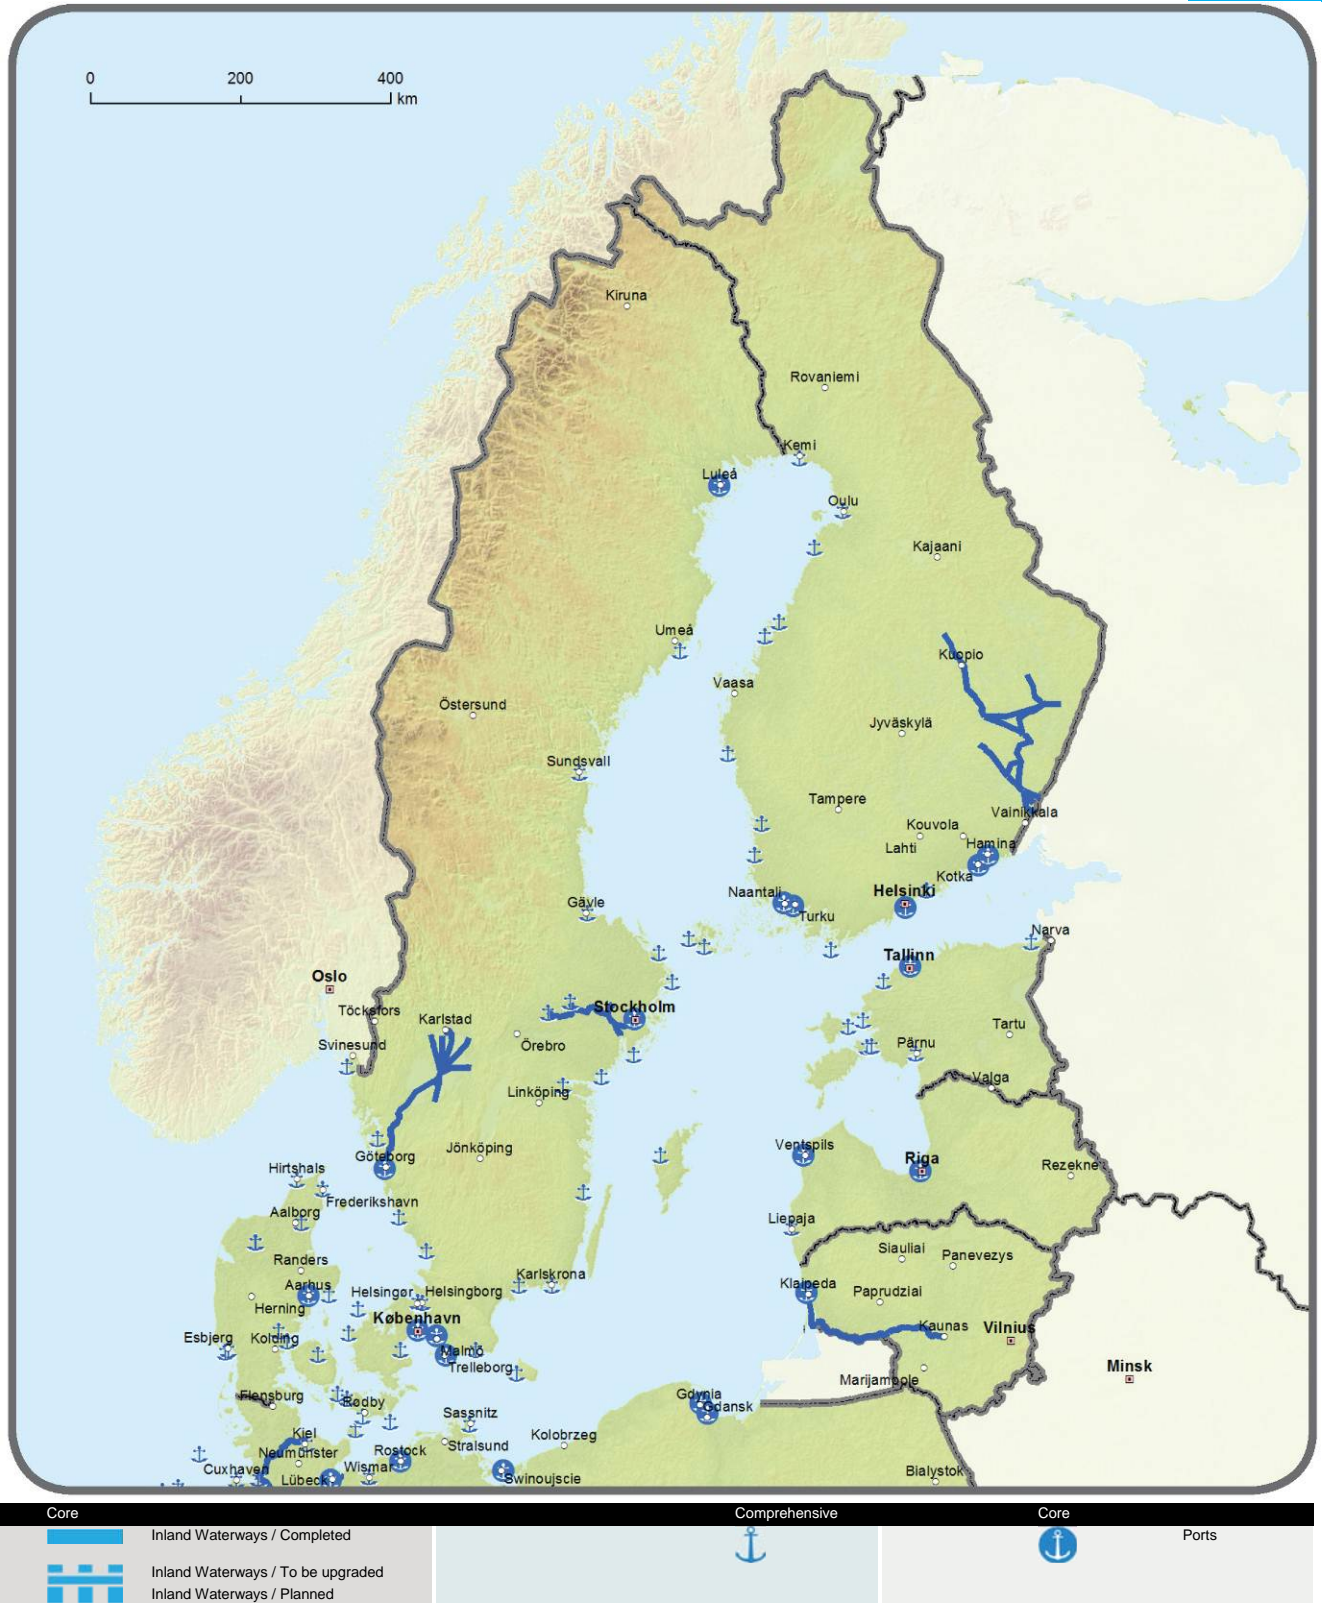 0 200 400
km
Kiruna
Rovaniemi
Kemi
Luleå
Oulu
Kajaani
Umeå
Kuopio
Vaasa
Östersund
Jyväskylä
Sundsvall
Tampere
Vainikkala
Kouvola
Hamina
Lahti
Kotka
Naantali
Helsinki
Gävle
Turku
Narva
Tallinn
Oslo
Töcksfors
Stockholm
Karlstad
Tartu
Svinesund
Örebro
Pärnu
Valga
Linköping
Jönköping
Ventspils
Göteborg
Riga
Rezekne
Hirtshals
Frederikshavn
Aalborg
Liepaja
Siauliai
Panevezys
Randers
Karlskrona
Aarhus
Klaipeda
Paprudziai
Helsingør
Helsingborg
Herning
København
Kaunas
Vilnius
Esbjerg
Kolding
Malmö
Trelleborg
Minsk
Marijampole
Flensburg
Rødby
Gdynia
Gdansk
Sassnitz
Kiel
Kolobrzeg
Stralsund
Neumünster
Rostock
Cuxhaven
Wismar
Lübeck
Swinoujscie
Bialystok
Core Comprehensive Core
Inland Waterways / Completed Ports
Inland Waterways / To be upgraded
Inland Waterways / Planned